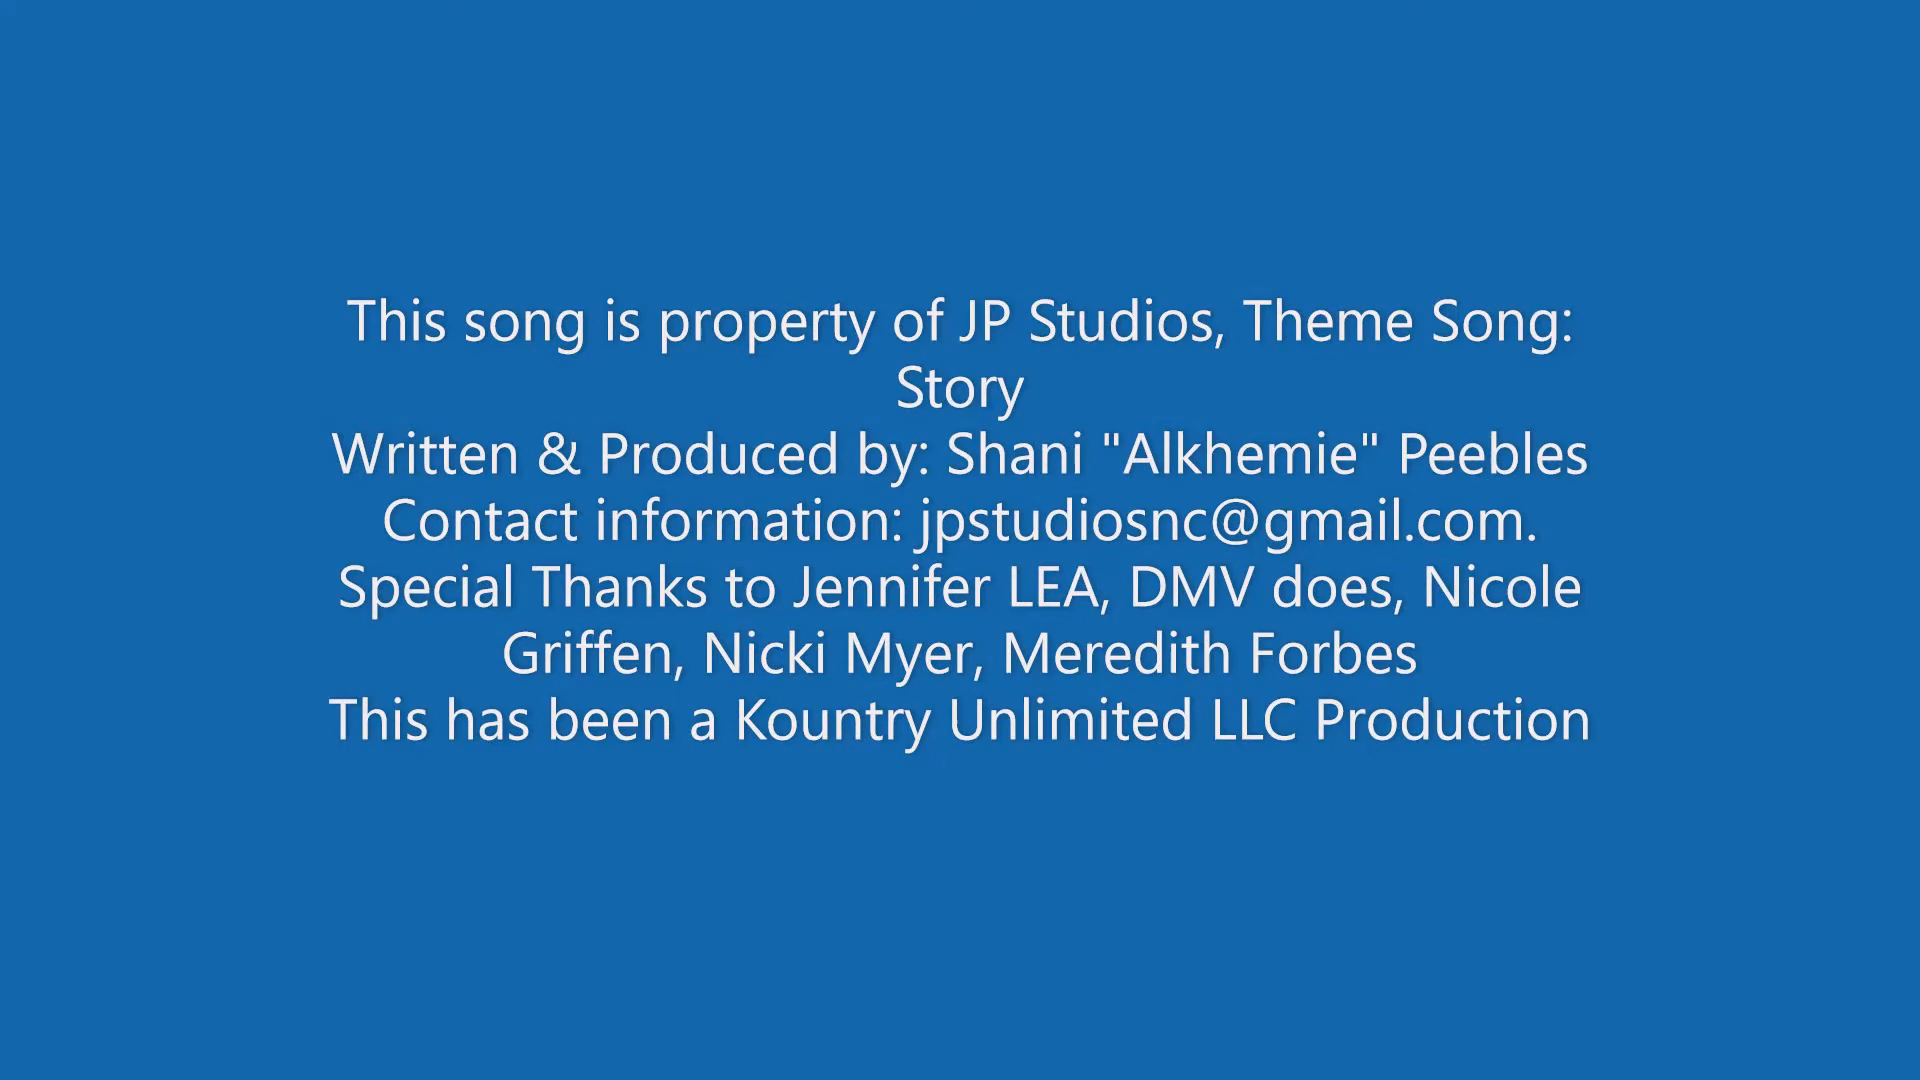 This song is property of JP Studios, Theme Song:
Story
Written & Produced by: Shani "Alkhemie" Peebles
Contact information: jpstudiosnc@gmail.com.
Special Thanks to Jennifer LEA, DMV does, Nicole
Griffen, Nicki Myer, Meredith Forbes
This has been a Kountry Unlimited LLC Production